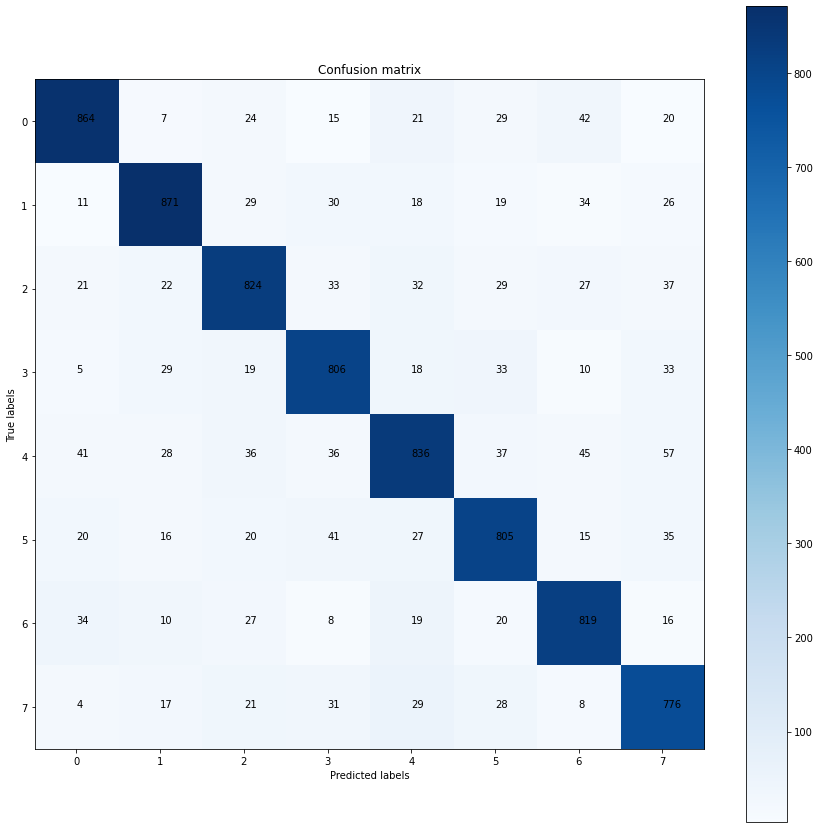 Confusion matrix
0 864 7 24 15 21 29 42 20
1 11 871 29 30 18 19 34 26
2 21 22 824 33 32 29 27 37
3 5 29 19 806 18 33 10 33
4 41 28 36 36 836 37 45 57
5 20 16 20 41 27 805 15 35
6 34 10 27 8 19 20 819 16
7 4 17 21 31 29 28 8 776
0 1 2 3 4 5 6 7
True labels
Predicted labels
800
700
600
500
400
300
200
100